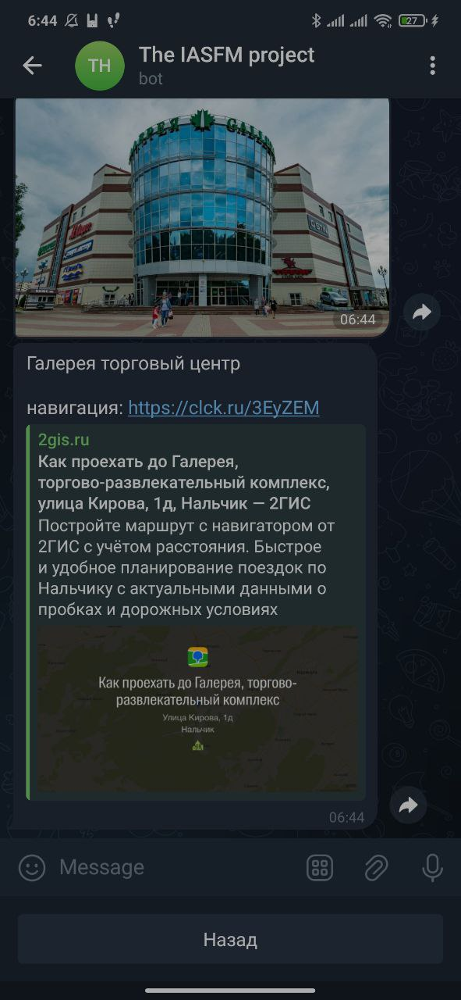 6:44
27
TH
The IASFM project
bot
06:44
Галерея торговый центр
навигация: https://clck.ru/3EyZEM
2gis.ru
Как проехать до Галерея,
торгово-развлекательный комплекс,
улица Кирова, 1д, Нальчик — 2ГИС
Постройте маршрут с навигатором от
2ГИС с учётом расстояния. Быстрое
и удобное планирование поездок по
Нальчику с актуальными данными о
пробках и дорожных условиях
Как проехать до Галерея, торгово-
развлекательный комплекс
Улица Кирова, 1д
Нальчик
06:44
Message
Назад